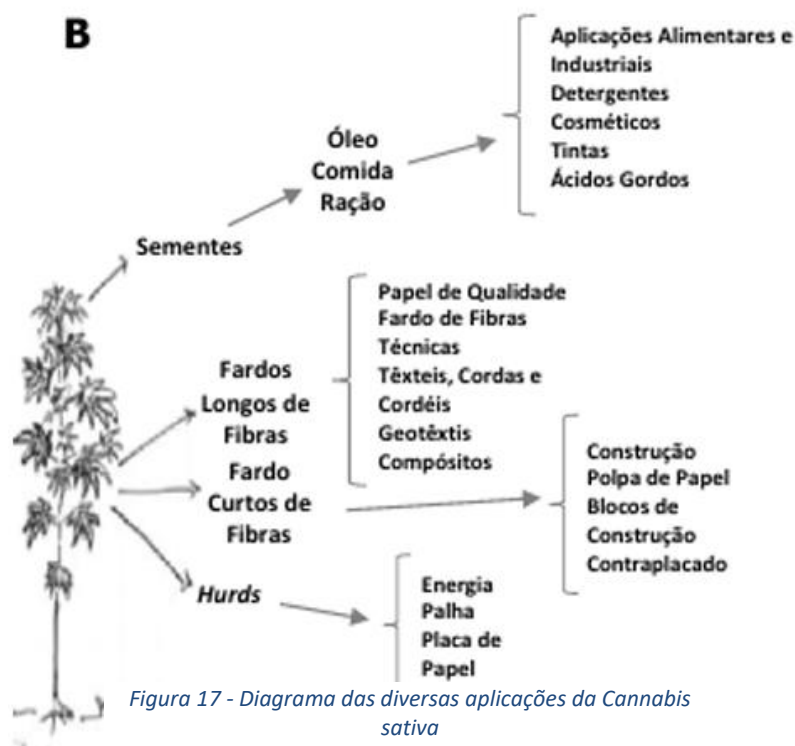 B
Aplicações Alimentares e
Industriais
Detergentes
Cosméticos
Tintas
Ácidos Gordos
Óleo
Comida
Ração
Sementes
Fardos
Longos de
Fibras
Papel de Qualidade
Fardo de Fibras
Técnicas
Têxteis, Cordas e
Cordéis
Geotêxtis
Compósitos
Fardo
Curtos de
Fibras
Construção
Polpa de Papel
Blocos de
Construção
Contraplacado
Hurds
Energia
Palha
Placa de
Papel
Figura 17 - Diagrama das diversas aplicações da Cannabis
sativa